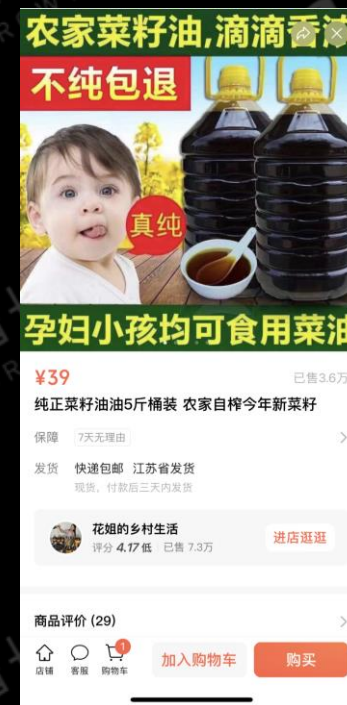 农家菜籽油,滴滴香浓
不纯包退
真纯
孕妇小孩均可食用菜油
¥39
已售3.6万
纯正菜籽油油5斤桶装 农家自榨今年新菜籽
保障
7天无理由
发货
快递包邮 江苏省发货
现货，付款后三天内发货
花姐的乡村生活
评分 4.17 低 已售 7.3万
进店逛逛
商品评价 (29)
1
店铺
客服
购物车
加入购物车
购买